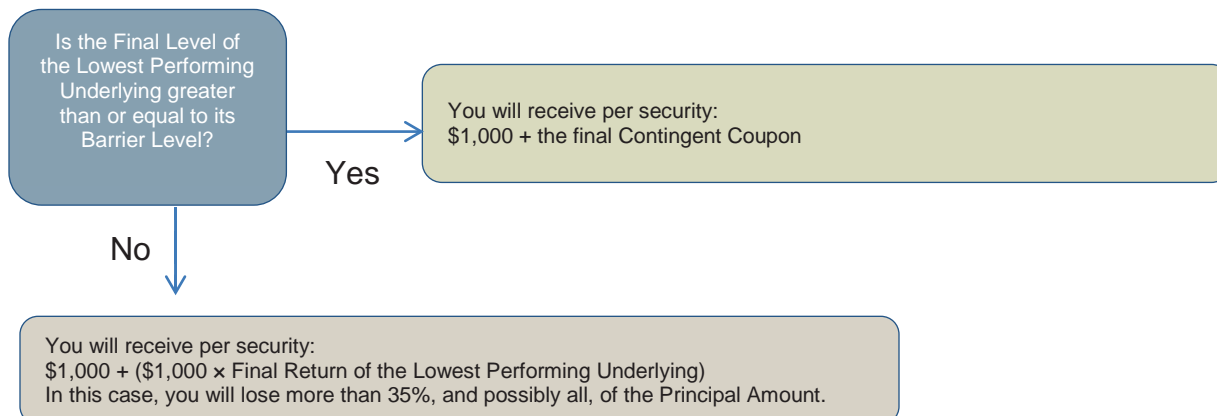 Is the Final Level of
the Lowest Performing
Underlying greater
than or equal to its
Barrier Level?
You will receive per security:
$1,000 + the final Contingent Coupon
Yes
No
You will receive per security:
$1,000 + ($1,000 × Final Return of the Lowest Performing Underlying)
In this case, you will lose more than 35%, and possibly all, of the Principal Amount.